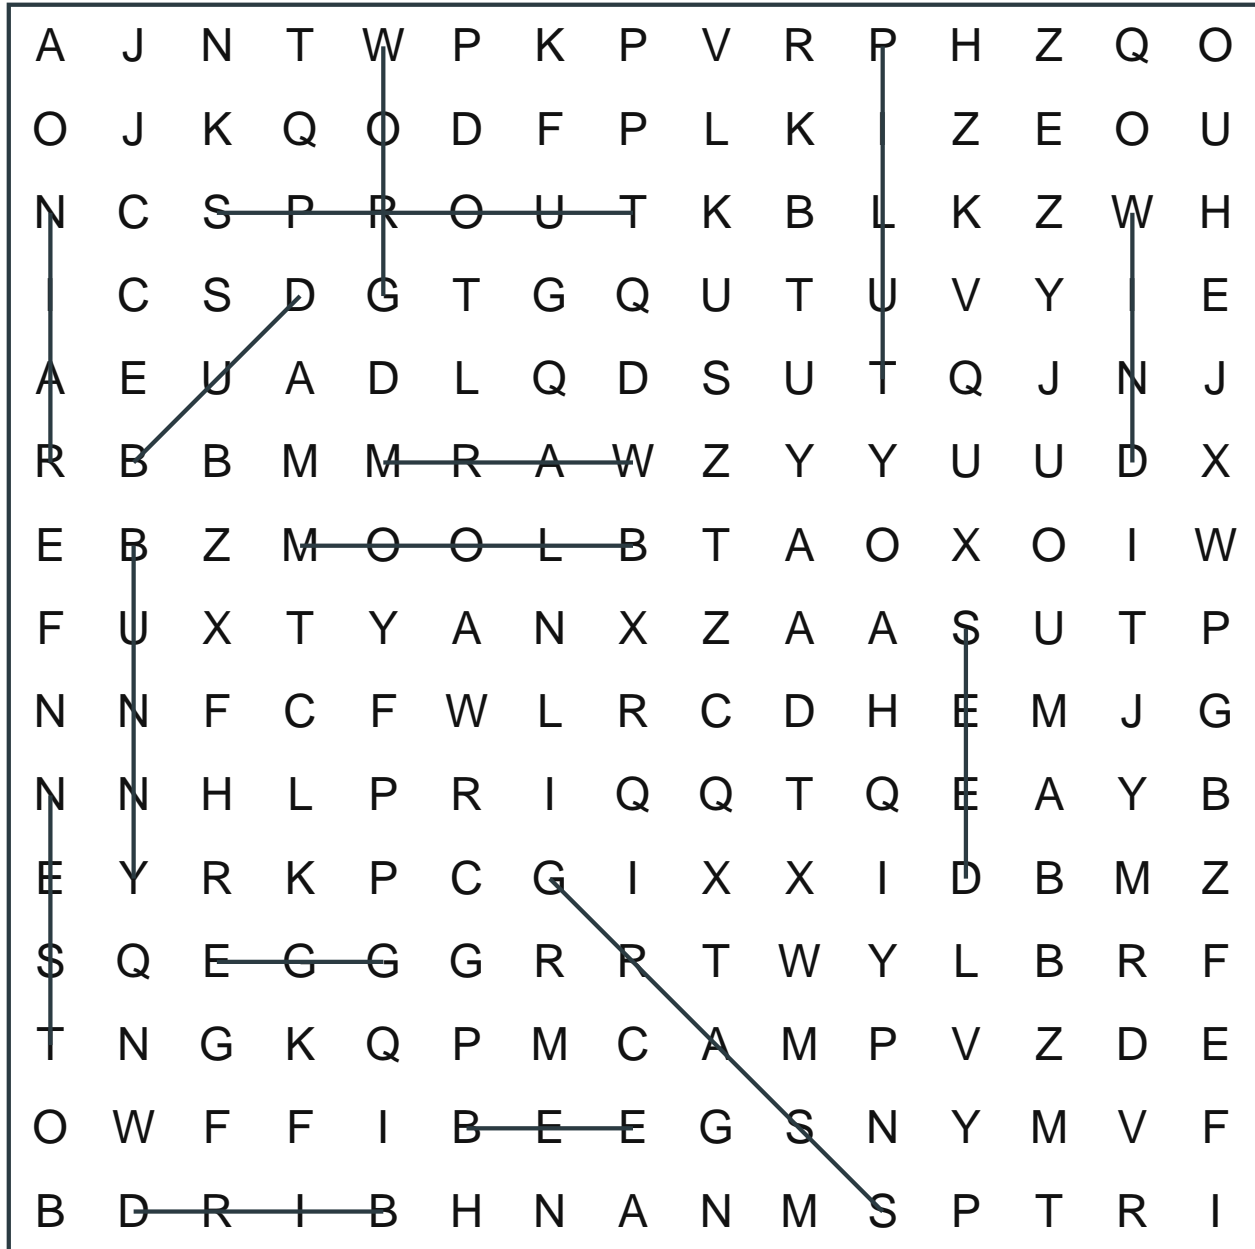 A J N T W P K P V R P H Z Q O
O J K Q O D F P L K I Z E O U
N C S P R O U T K B L K Z W H
I C S D G T G Q U T U V Y I E
A E U A D L Q D S U T Q J N J
R B B M M R A W Z Y Y U U D X
E B Z M O O L B T A O X O I W
F U X T Y A N X Z A A S U T P
N N F C F W L R C D H E M J G
N N H L P R I Q Q T Q E A Y B
E Y R K P C G I X X I D B M Z
S Q E G G G R R T W Y L B R F
T N G K Q P M C A M P V Z D E
O W F F I B E E G S N Y M V F
B D R I B H N A N M S P T R I